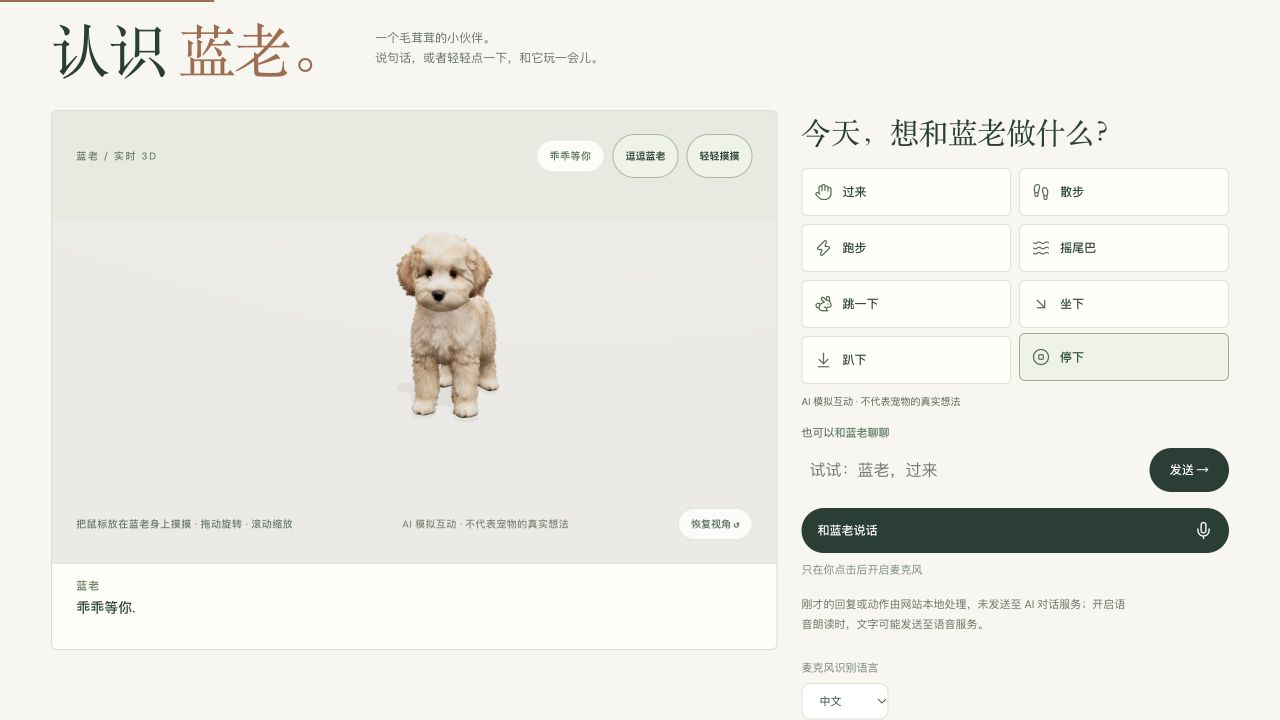 认识 蓝老。
一个毛茸茸的小伙伴。
说句话，或者轻轻点一下，和它玩一会儿。
蓝老 / 实时 3D
乖乖等你
逗逗蓝老
轻轻摸摸
把鼠标放在蓝老身上摸摸 · 拖动旋转 · 滚动缩放
AI 模拟互动 · 不代表宠物的真实想法
恢复视角 ↺
蓝老
乖乖等你.
今天，想和蓝老做什么？
过来
散步
跑步
摇尾巴
跳一下
坐下
趴下
停下
AI 模拟互动 · 不代表宠物的真实想法
也可以和蓝老聊聊
试试：蓝老，过来
发送 →
和蓝老说话
只在你点击后开启麦克风
刚才的回复或动作由网站本地处理，未发送至 AI 对话服务；开启语
音朗读时，文字可能发送至语音服务。
麦克风识别语言
中文